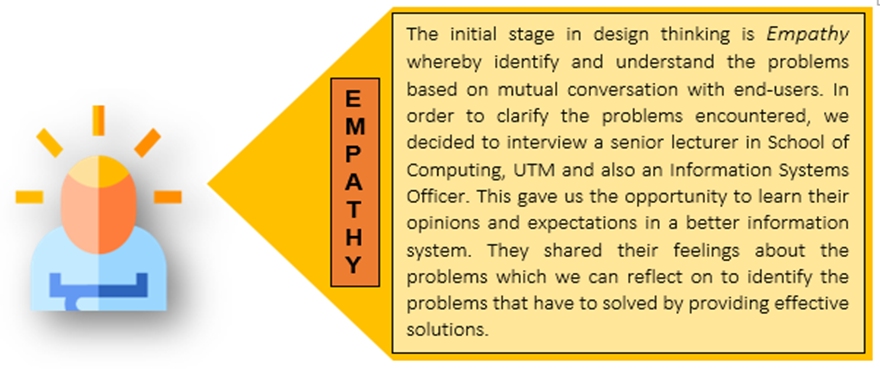 EMPATHY
The initial stage in design thinking is Empathy
whereby identify and understand the problems
based on mutual conversation with end-users. In
order to clarify the problems encountered, we
decided to interview a senior lecturer in School of
Computing, UTM and also an Information Systems
Officer. This gave us the opportunity to learn their
opinions and expectations in a better information
system. They shared their feelings about the
problems which we can reflect on to identify the
problems that have to solved by providing effective
solutions.